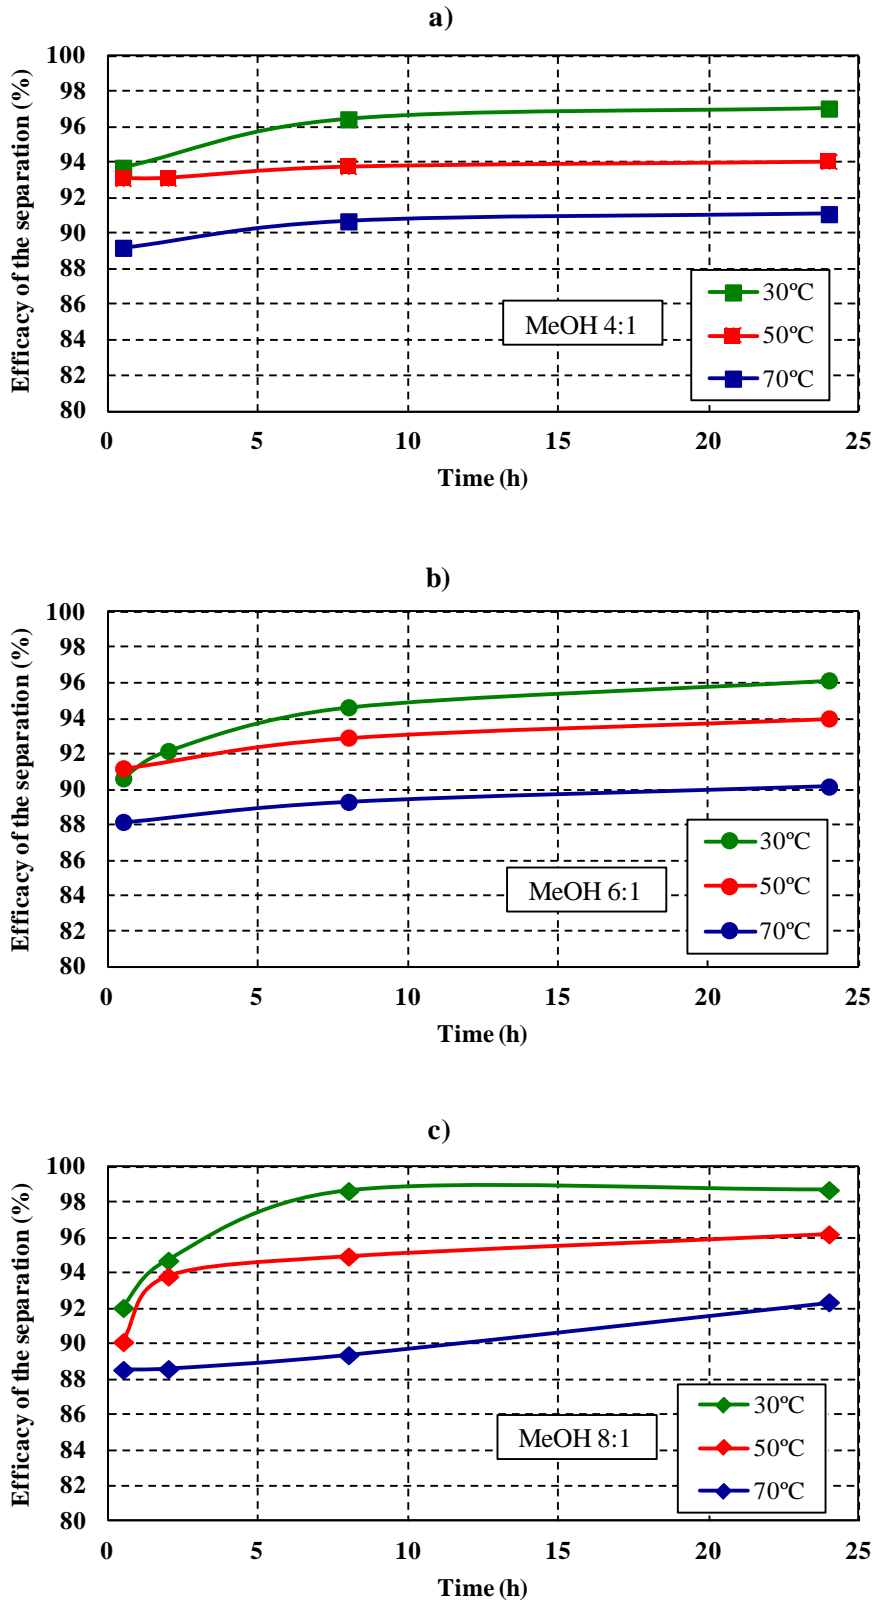 a)
Efficacy of the separation (%)
100
98
96
94
92
90
88
86
84
82
80
0 5 10 15 20 25
Time (h)
MeOH 4:1
30ºC
50ºC
70ºC
b)
Efficacy of the separation (%)
100
98
96
94
92
90
88
86
84
82
80
0 5 10 15 20 25
Time (h)
MeOH 6:1
30ºC
50ºC
70ºC
c)
Efficacy of the separation (%)
100
98
96
94
92
90
88
86
84
82
80
0 5 10 15 20 25
Time (h)
MeOH 8:1
30ºC
50ºC
70ºC